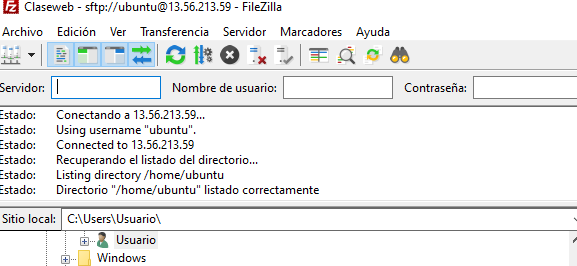 Claseweb - sftp://ubuntu@13.56.213.59 - FileZilla
Archivo Edición Ver Transferencia Servidor Marcadores Ayuda
Servidor: Nombre de usuario: Contraseña:
Estado: Conectando a 13.56.213.59...
Estado: Using username "ubuntu".
Estado: Connected to 13.56.213.59
Estado: Recuperando el listado del directorio...
Estado: Listing directory /home/ubuntu
Estado: Directorio "/home/ubuntu" listado correctamente
Sitio local: C:\Users\Usuario\
Usuario
Windows